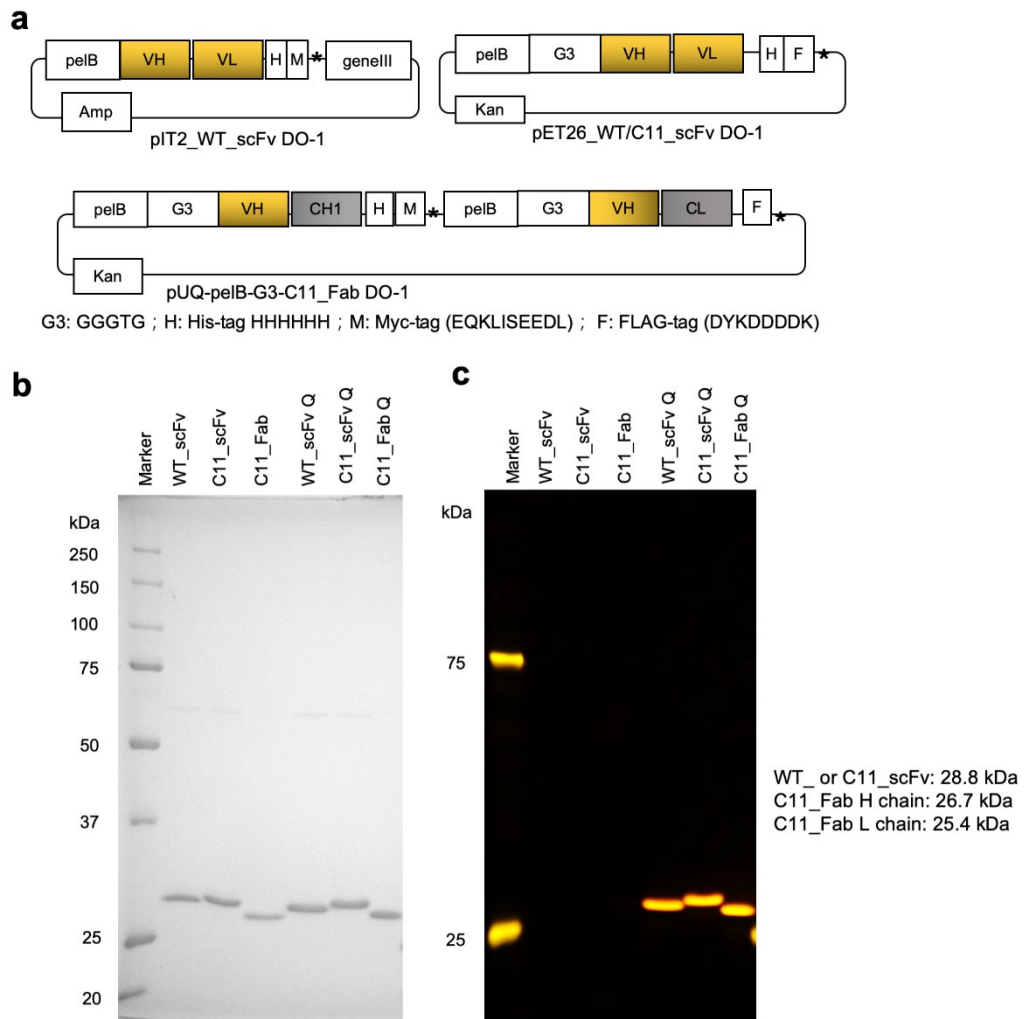 a
pelB VH VL H M * geneIII
Amp
pIT2_WT_scFv DO-1
pelB G3 VH VL H F *
Kan
pET26_WT/C11_scFv DO-1
pelB G3 VH CH1 H M * pelB G3 VH CL F *
Kan
pUQ-pelB-G3-C11_Fab DO-1
G3: GGGTG ; H: His-tag HHHHHH ; M: Myc-tag (EQKLISEEDL) ; F: FLAG-tag (DYKDDDDK)
b
Marker
WT_scFv
C11_scFv
C11_Fab
WT_scFv Q
C11_scFv Q
C11_Fab Q
kDa
250
150
100
75
50
37
25
20
c
Marker
WT_scFv
C11_scFv
C11_Fab
WT_scFv Q
C11_scFv Q
C11_Fab Q
kDa
75
25
WT_ or C11_scFv: 28.8 kDa
C11_Fab H chain: 26.7 kDa
C11_Fab L chain: 25.4 kDa